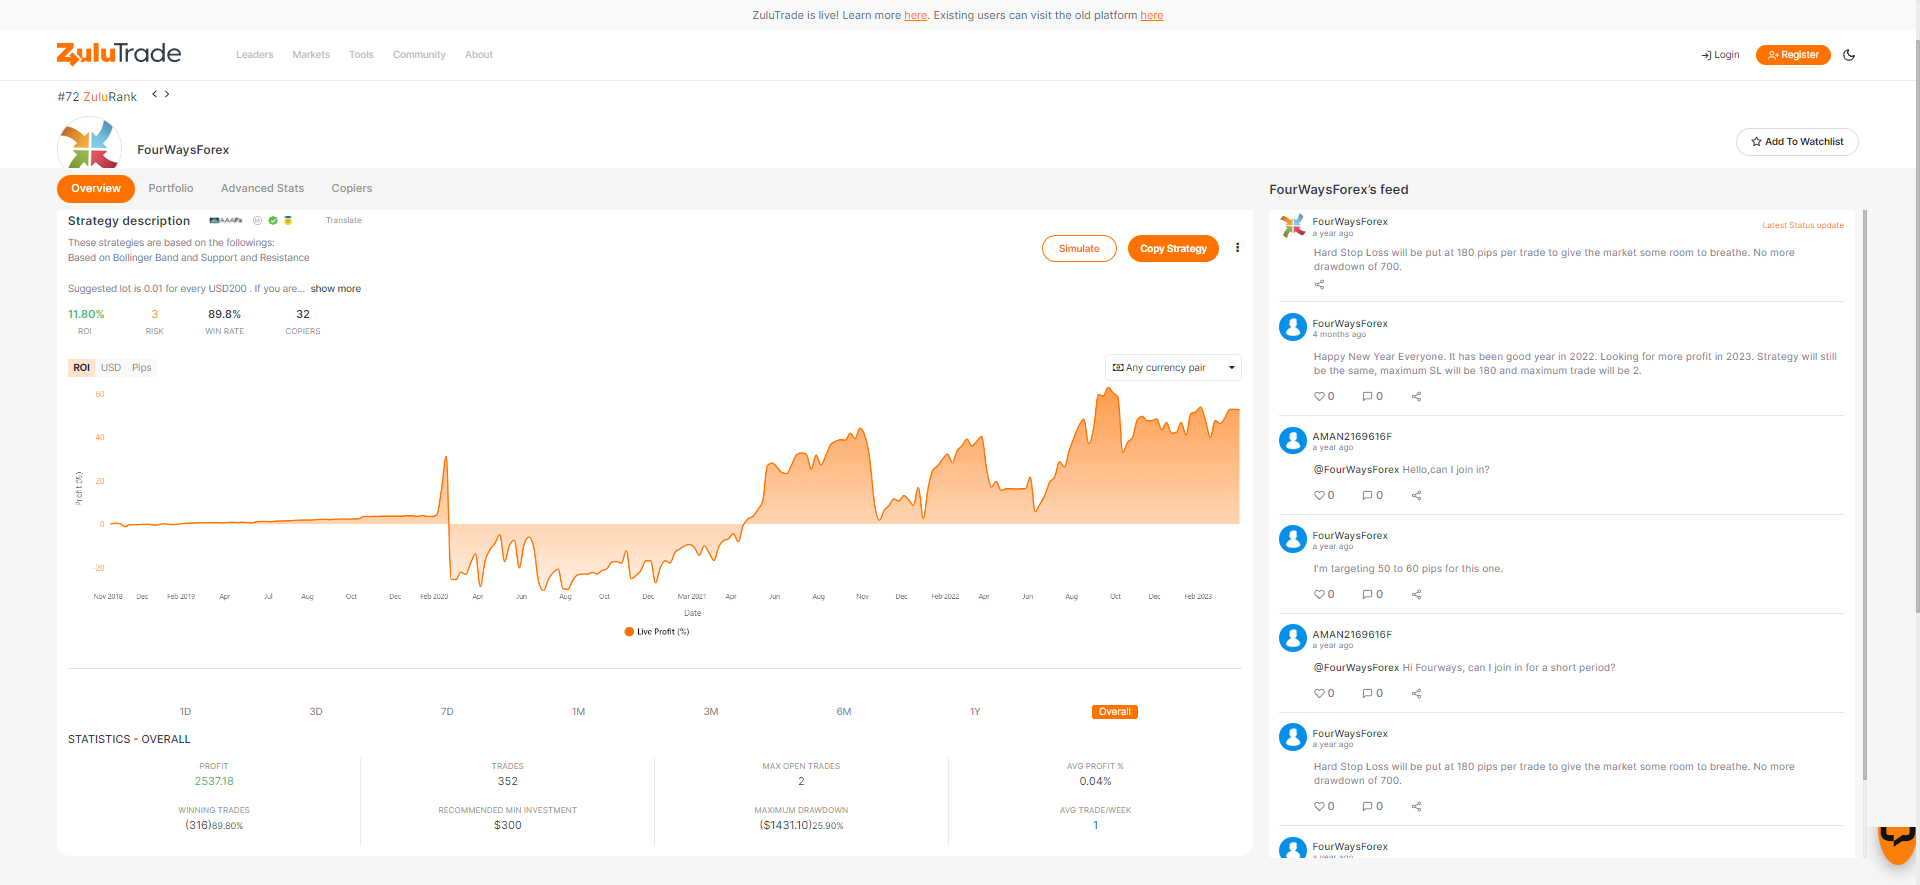 ZuluTrade is live! Learn more here. Existing users can visit the old platform here
ZuluTrade
Leaders Markets Tools Community About
Login Register
#72 ZuluRank < >
FourWaysForex
Add To Watchlist
Overview Portfolio Advanced Stats Copiers
Strategy description AAAFx Translate
These strategies are based on the followings:
Based on Bollinger Band and Support and Resistance
Suggested lot is 0.01 for every USD200 . If you are... show more
Simulate Copy Strategy
11.80% 3 89.8% 32
ROI RISK WIN RATE COPIERS
ROI USD Pips
Any currency pair
60
40
20
0
-20
Profit (%)
Nov 2018 Dec Feb 2019 Apr Jul Aug Oct Dec Feb 2020 Apr Jun Aug Oct Dec Mar 2021 Apr Jun Aug Nov Dec Feb 2022 Apr Jun Aug Oct Dec Feb 2023
Date
Live Profit (%)
1D 3D 7D 1M 3M 6M 1Y Overall
STATISTICS - OVERALL
PROFIT TRADES MAX OPEN TRADES AVG PROFIT %
2537.18 352 2 0.04%
WINNING TRADES RECOMMENDED MIN INVESTMENT MAXIMUM DRAWDOWN AVG TRADE/WEEK
(316)89.80% $300 ($1431.10)25.90% 1
FourWaysForex's feed
FourWaysForex
a year ago
Latest Status update
Hard Stop Loss will be put at 180 pips per trade to give the market some room to breathe. No more
drawdown of 700.
FourWaysForex
4 months ago
Happy New Year Everyone. It has been good year in 2022. Looking for more profit in 2023. Strategy will still
be the same, maximum SL will be 180 and maximum trade will be 2.
0 0
AMAN2169616F
a year ago
@FourWaysForex Hello,can I join in?
0 0
FourWaysForex
a year ago
I'm targeting 50 to 60 pips for this one.
0 0
AMAN2169616F
a year ago
@FourWaysForex Hi Fourways, can I join in for a short period?
0 0
FourWaysForex
a year ago
Hard Stop Loss will be put at 180 pips per trade to give the market some room to breathe. No more
drawdown of 700.
0 0
FourWaysForex
a year ago